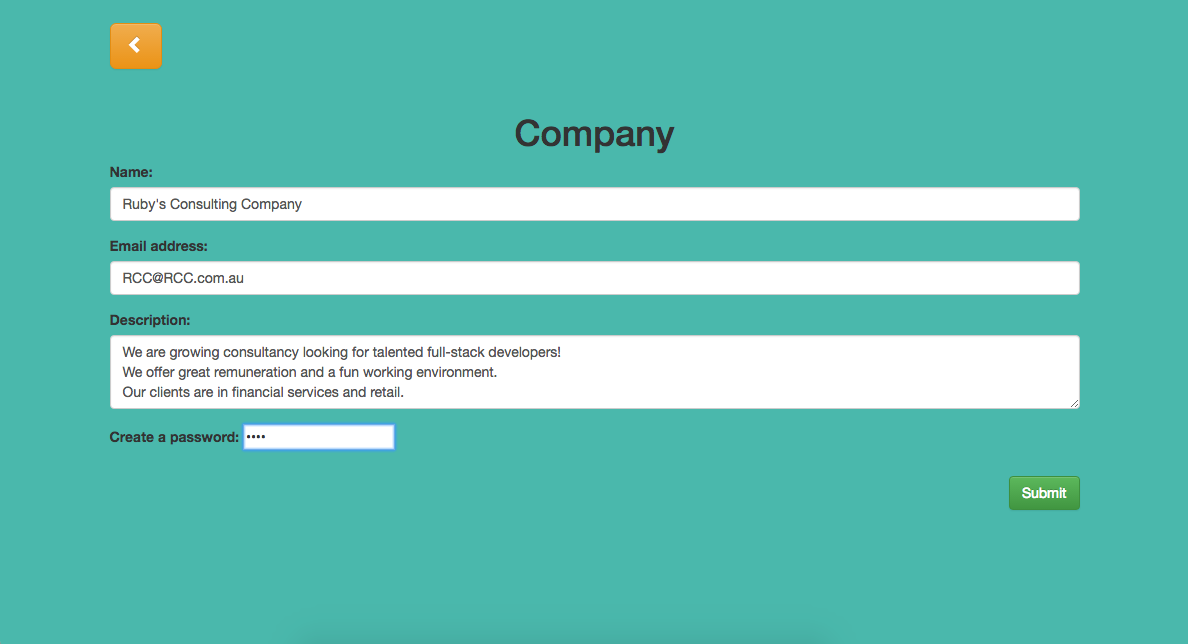 Company
Name:
Ruby's Consulting Company
Email address:
RCC@RCC.com.au
Description:
We are growing consultancy looking for talented full-stack developers!
We offer great remuneration and a fun working environment.
Our clients are in financial services and retail.
Create a password: ••••
Submit